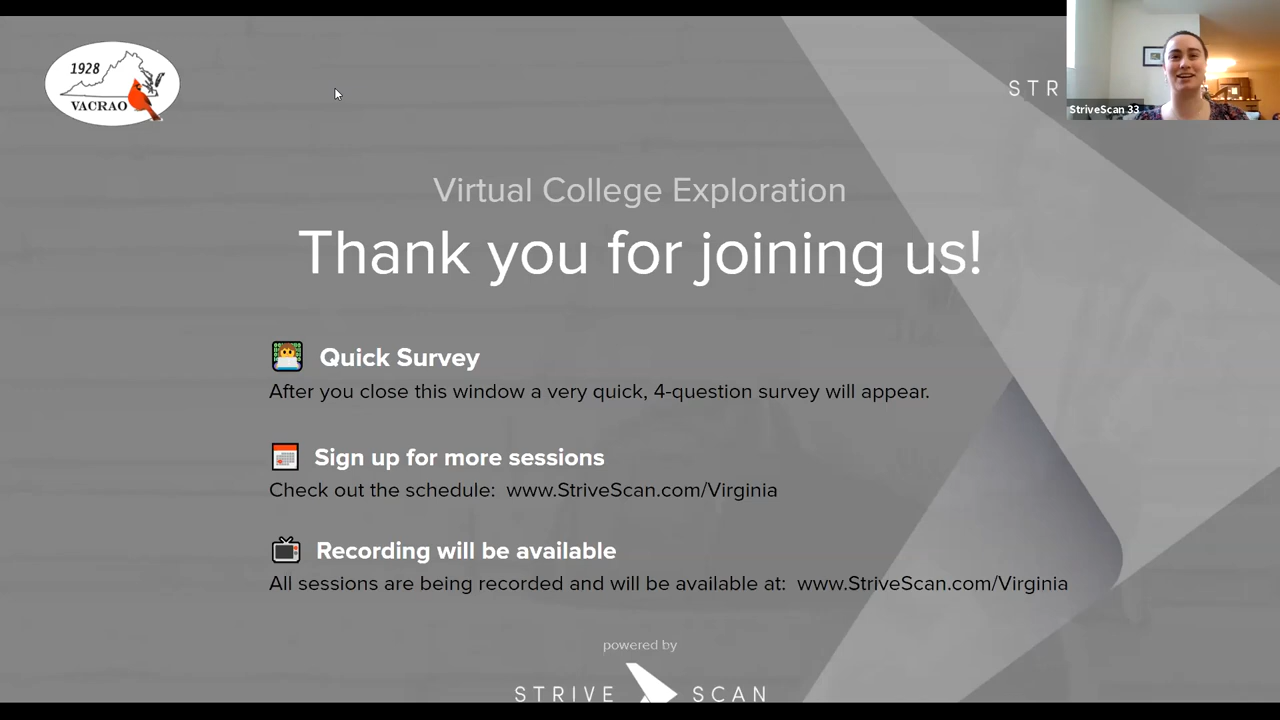 1928
VACRAO
STR
StriveScan 33
Virtual College Exploration
Thank you for joining us!
Quick Survey
After you close this window a very quick, 4-question survey will appear.
Sign up for more sessions
Check out the schedule: www.StriveScan.com/Virginia
Recording will be available
All sessions are being recorded and will be available at: www.StriveScan.com/Virginia
powered by
STRIVE SCAN